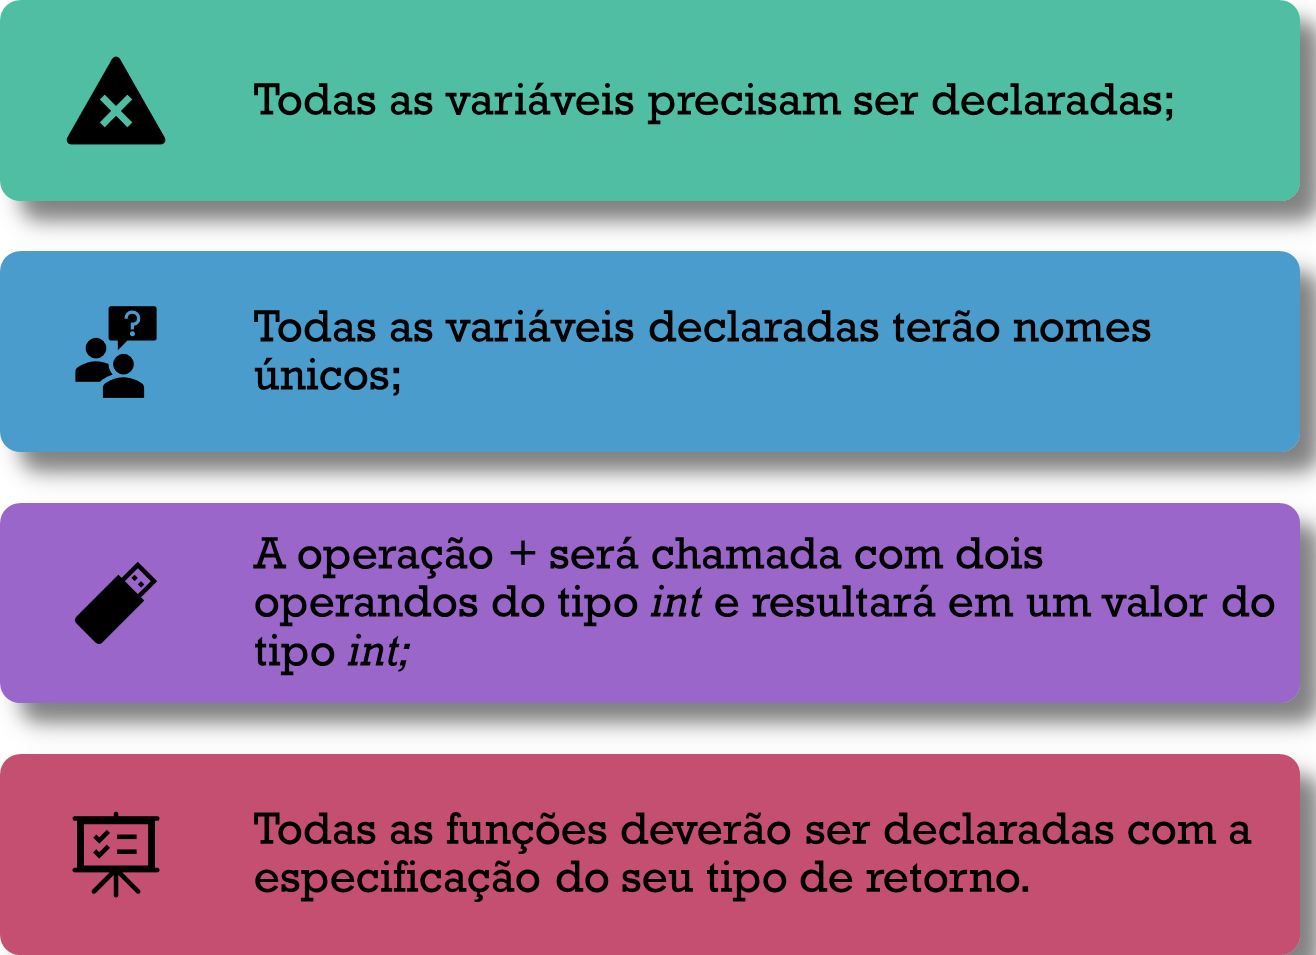 Todas as variáveis precisam ser declaradas;
?
Todas as variáveis declaradas terão nomes
únicos;
A operação + será chamada com dois
operandos do tipo int e resultará em um valor do
tipo int;
Todas as funções deverão ser declaradas com a
especificação do seu tipo de retorno.